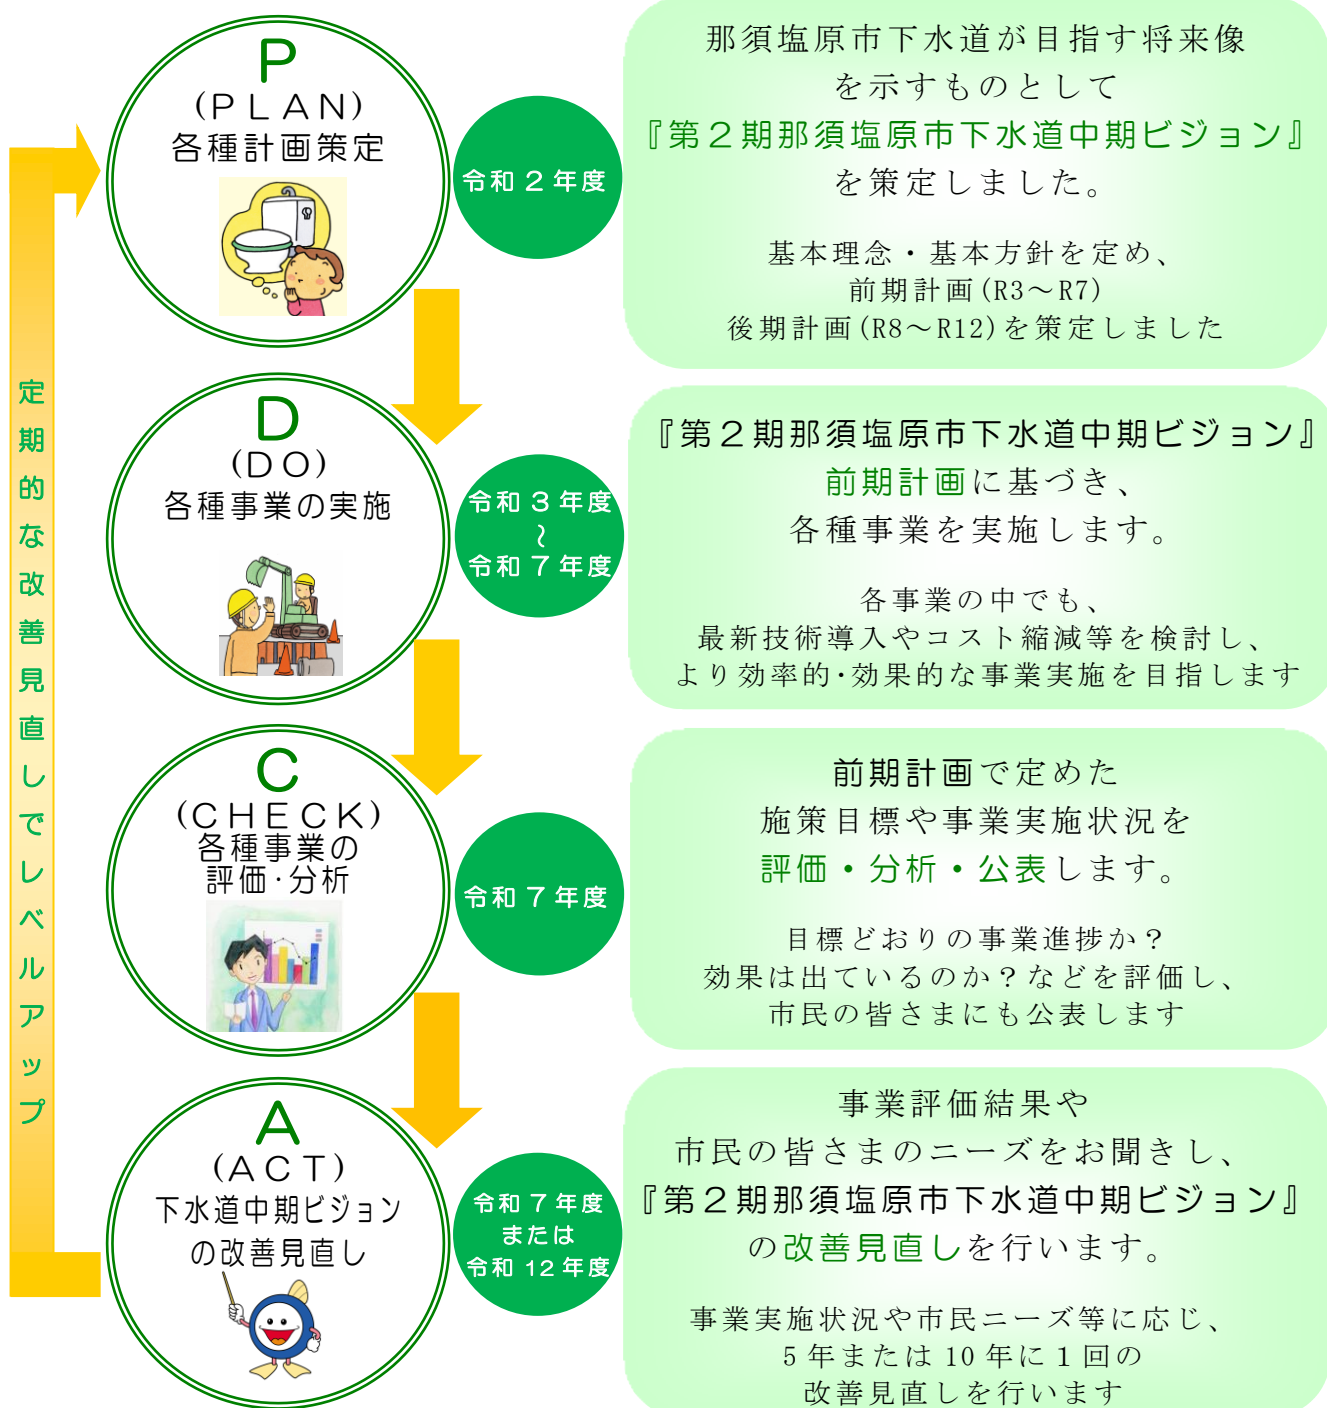 P
(PLAN)
各種計画策定
令和2年度
那須塩原市下水道が目指す将来像
を示すものとして
『第2期那須塩原市下水道中期ビジョン』
を策定しました。
基本理念・基本方針を定め、
前期計画(R3～R7)
後期計画(R8～R12)を策定しました
D
(DO)
各種事業の実施
令和3年度
～
令和7年度
『第2期那須塩原市下水道中期ビジョン』
前期計画に基づき、
各種事業を実施します。
各事業の中でも、
最新技術導入やコスト縮減等を検討し、
より効率的・効果的な事業実施を目指します
C
(CHECK)
各種事業の
評価・分析
令和7年度
前期計画で定めた
施策目標や事業実施状況を
評価・分析・公表します。
目標どおりの事業進捗か？
効果は出ているのか？などを評価し、
市民の皆さまにも公表します
A
(ACT)
下水道中期ビジョン
の改善見直し
令和7年度
または
令和12年度
事業評価結果や
市民の皆さまのニーズをお聞きし、
『第2期那須塩原市下水道中期ビジョン』
の改善見直しを行います。
事業実施状況や市民ニーズ等に応じ、
5年または10年に1回の
改善見直しを行います
定期的な改善見直しでレベルアップ